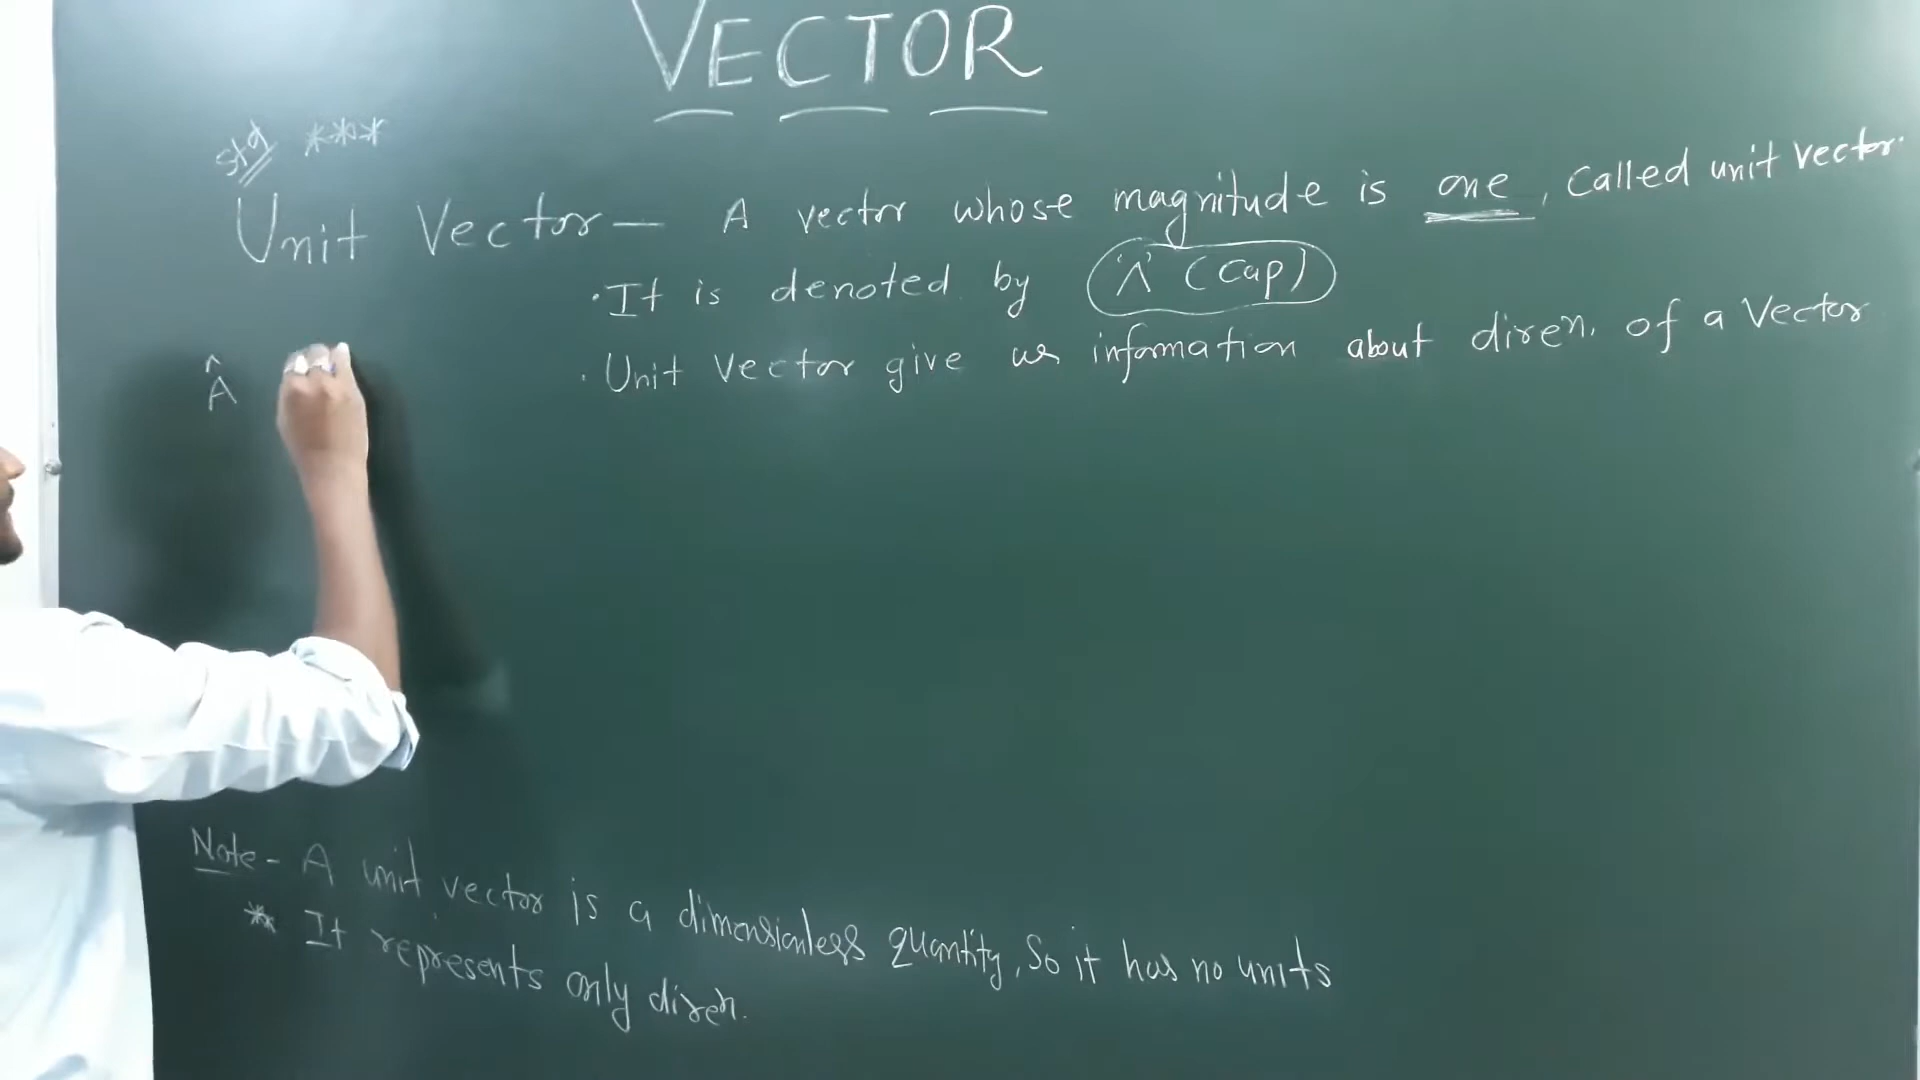 VECTOR
std ***
Unit Vector — A vector whose magnitude is one, Called unit vector.
·It is denoted by '∧' (Cap)
· Unit Vector give us information about diren. of a Vector
Â
Note - A unit vector is a dimensionless quantity, So it has no units
** It represents only diren.